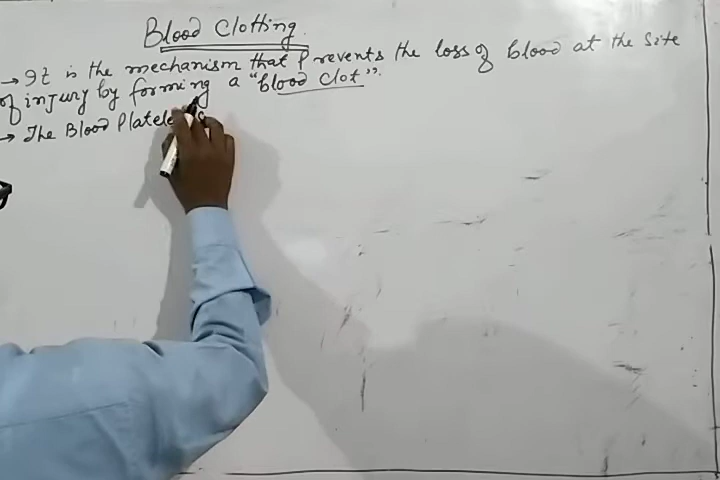 Blood Clotting
→ It is the mechanism that Prevents the loss of blood at the site
of injury by forming a "blood clot".
→ The Blood Platele